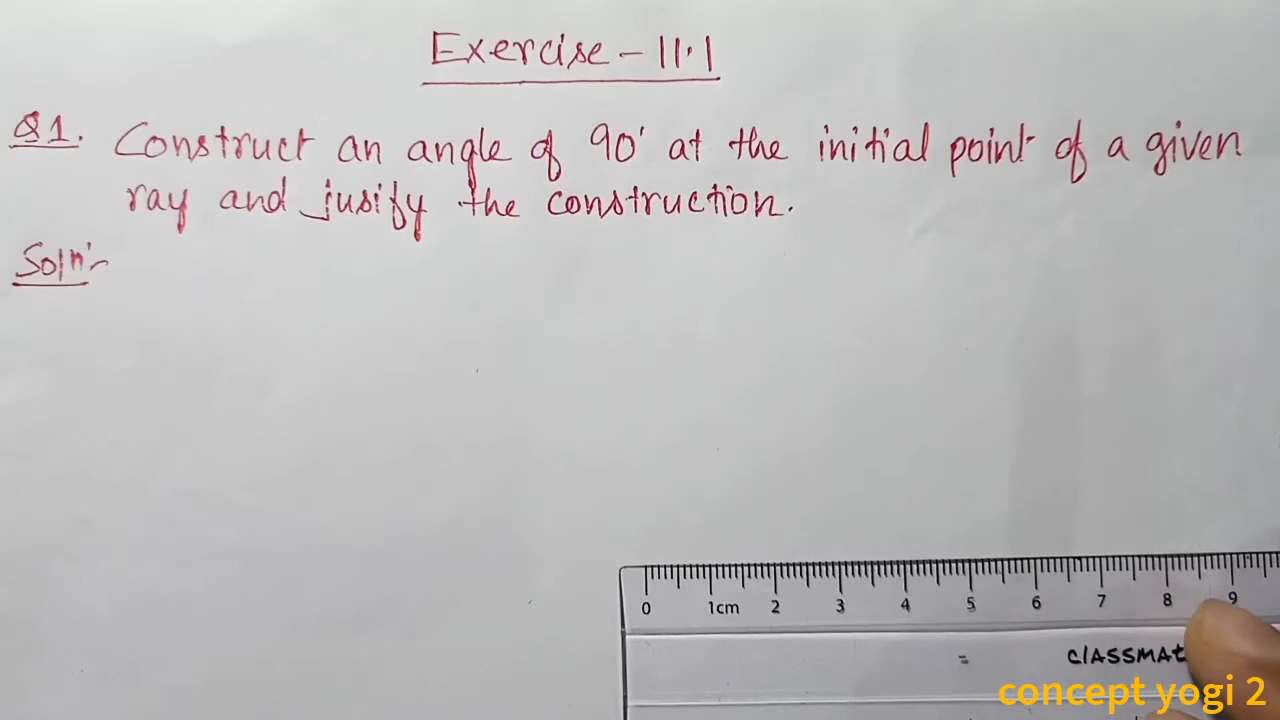 Exercise - 11.1
Q1. Construct an angle of 90° at the initial point of a given
ray and jusify the construction.
Soln:-
0 1cm 2 3 4 5 6 7 8 9
= CLASSMAT
concept yogi 2